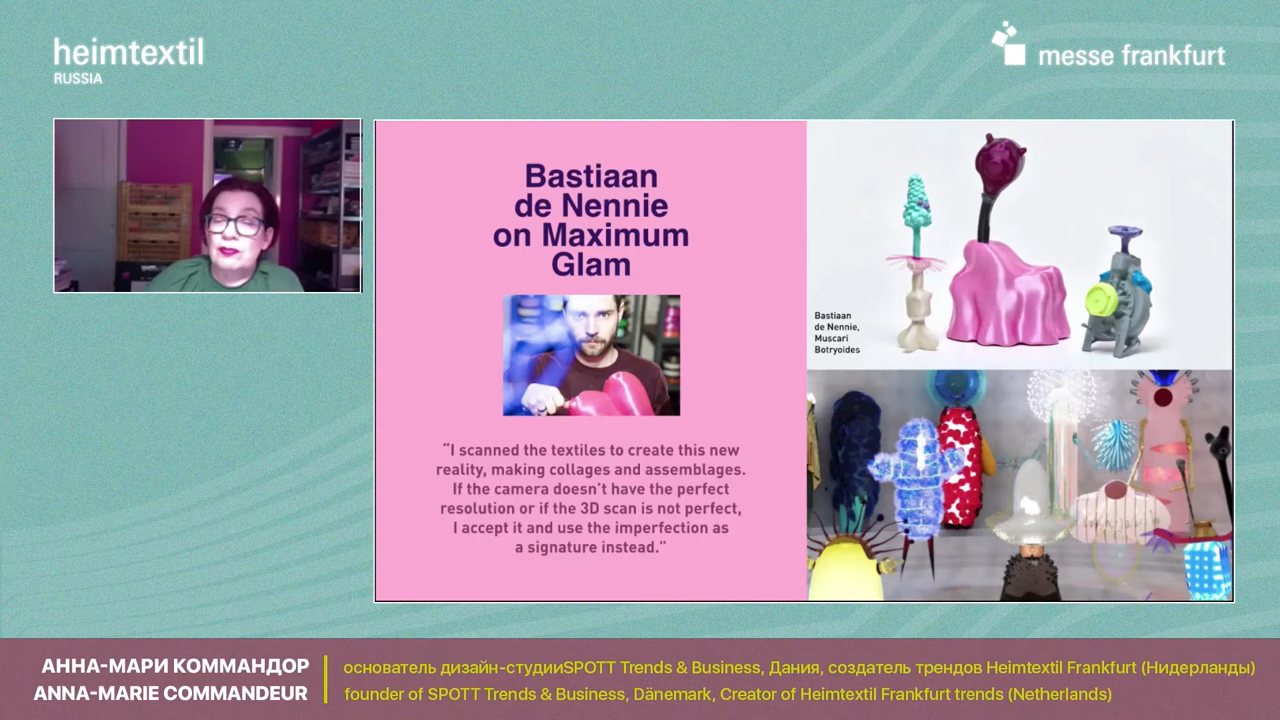 heimtextil
RUSSIA
messe frankfurt
Bastiaan
de Nennie
on Maximum
Glam
“I scanned the textiles to create this new
reality, making collages and assemblages.
If the camera doesn’t have the perfect
resolution or if the 3D scan is not perfect,
I accept it and use the imperfection as
a signature instead.”
Bastiaan
de Nennie,
Muscari
Botryoides
АННА-МАРИ КОММАНДОР
ANNA-MARIE COMMANDEUR
основатель дизайн-студииSPOTT Trends & Business, Дания, создатель трендов Heimtextil Frankfurt (Нидерланды)
founder of SPOTT Trends & Business, Dänemark, Creator of Heimtextil Frankfurt trends (Netherlands)